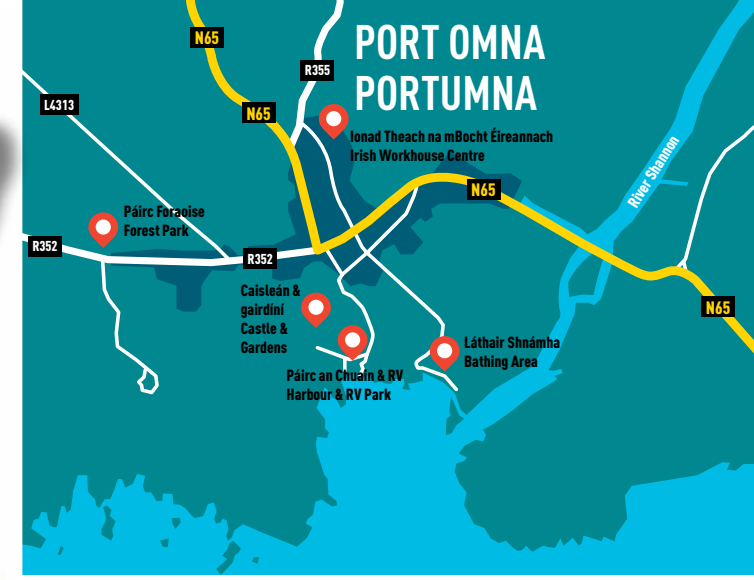 N65
PORT OMNA
PORTUMNA
R355
L4313
N65
Ionad Theach na mBocht Éireannach
Irish Workhouse Centre
River Shannon
N65
Páirc Foraoise
Forest Park
R352
R352
Caisleán &
gairdíní
Castle &
Gardens
N65
Láthair Shnámha
Bathing Area
Páirc an Chuain & RV
Harbour & RV Park